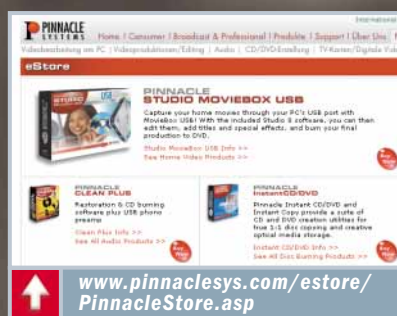 PINNACLE
SYSTEMS
International
Home | Consumer | Broadcast & Professional | Produkte | Support | Über Uns
Videobearbeitung am PC | Videoproduktionen/Editing | Audio | CD/DVD-Erstellung | TV-Karten/Digitale
eStore
PINNACLE
STUDIO MOVIEBOX USB
Capture your home movies through your PC's USB port with
MovieBox USB! With the included Studio 8 software, you can then
edit them, add titles and special effects, and burn your final
production to DVD.
Studio MovieBox USB Info >>
See Home Video Products >>
PINNACLE
CLEAN PLUS
Restoration & CD burning
software plus USB phono
preamp
Clean Plus Info >>
See All Audio Products >>
PINNACLE
INSTANTCD/DVD
Pinnacle Instant CD/DVD and
Instant Copy provide a suite of
CD and DVD creation utilities for
true 1:1 disc copying and creative
optical media storage.
Instant CD/DVD Info >>
See All Disc Burning Products >>
www.pinnaclesys.com/estore/
PinnacleStore.asp